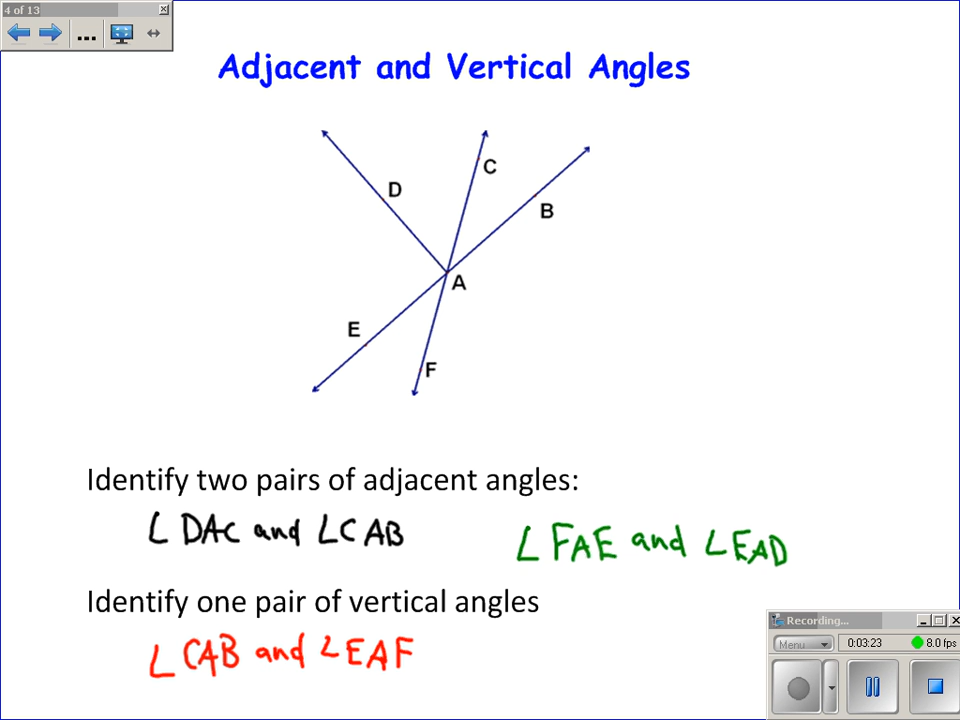 4 of 13
...
Adjacent and Vertical Angles
C
D
B
A
E
F
Identify two pairs of adjacent angles:
∠DAC and ∠CAB ∠FAE and ∠EAD
Identify one pair of vertical angles
∠CAB and ∠EAF
Recording...
Menu 0:03:23 8.0 fps